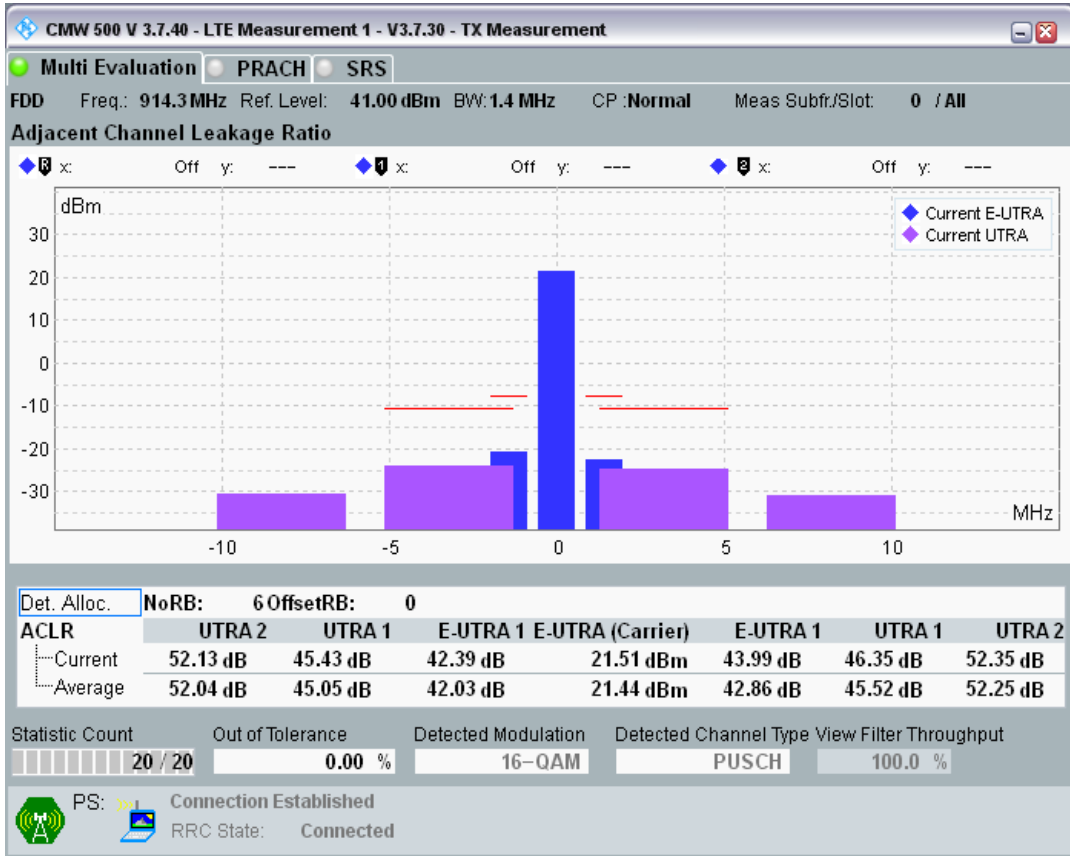 CMW 500 V 3.7.40 - LTE Measurement 1 - V3.7.30 - TX Measurement
Multi Evaluation PRACH SRS
FDD Freq.: 914.3 MHz Ref. Level: 41.00 dBm BW: 1.4 MHz CP :Normal Meas Subfr./Slot: 0 / All
Adjacent Channel Leakage Ratio
R x: Off y: --- 1 x: Off y: --- 2 x: Off y: ---
dBm
Current E-UTRA
Current UTRA
30
20
10
0
-10
-20
-30
MHz
-10 -5 0 5 10
Det. Alloc. NoRB: 6 OffsetRB: 0
ACLR UTRA 2 UTRA 1 E-UTRA 1 E-UTRA (Carrier) E-UTRA 1 UTRA 1 UTRA 2
Current 52.13 dB 45.43 dB 42.39 dB 21.51 dBm 43.99 dB 46.35 dB 52.35 dB
Average 52.04 dB 45.05 dB 42.03 dB 21.44 dBm 42.86 dB 45.52 dB 52.25 dB
Statistic Count Out of Tolerance Detected Modulation Detected Channel Type View Filter Throughput
20 / 20 0.00 % 16-QAM PUSCH 100.0 %
PS: Connection Established
RRC State: Connected